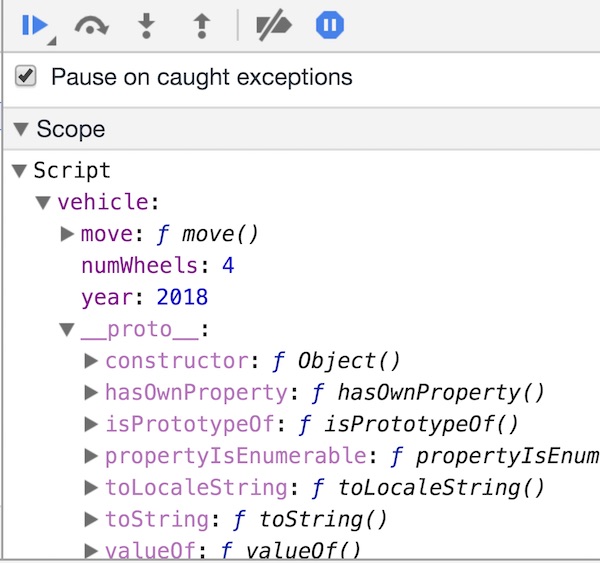 Pause on caught exceptions
Scope
Script
vehicle:
move: ƒ move()
numWheels: 4
year: 2018
__proto__:
constructor: ƒ Object()
hasOwnProperty: ƒ hasOwnProperty()
isPrototypeOf: ƒ isPrototypeOf()
propertyIsEnumerable: ƒ propertyIsEnum
toLocaleString: ƒ toLocaleString()
toString: ƒ toString()
valueOf: ƒ valueOf()